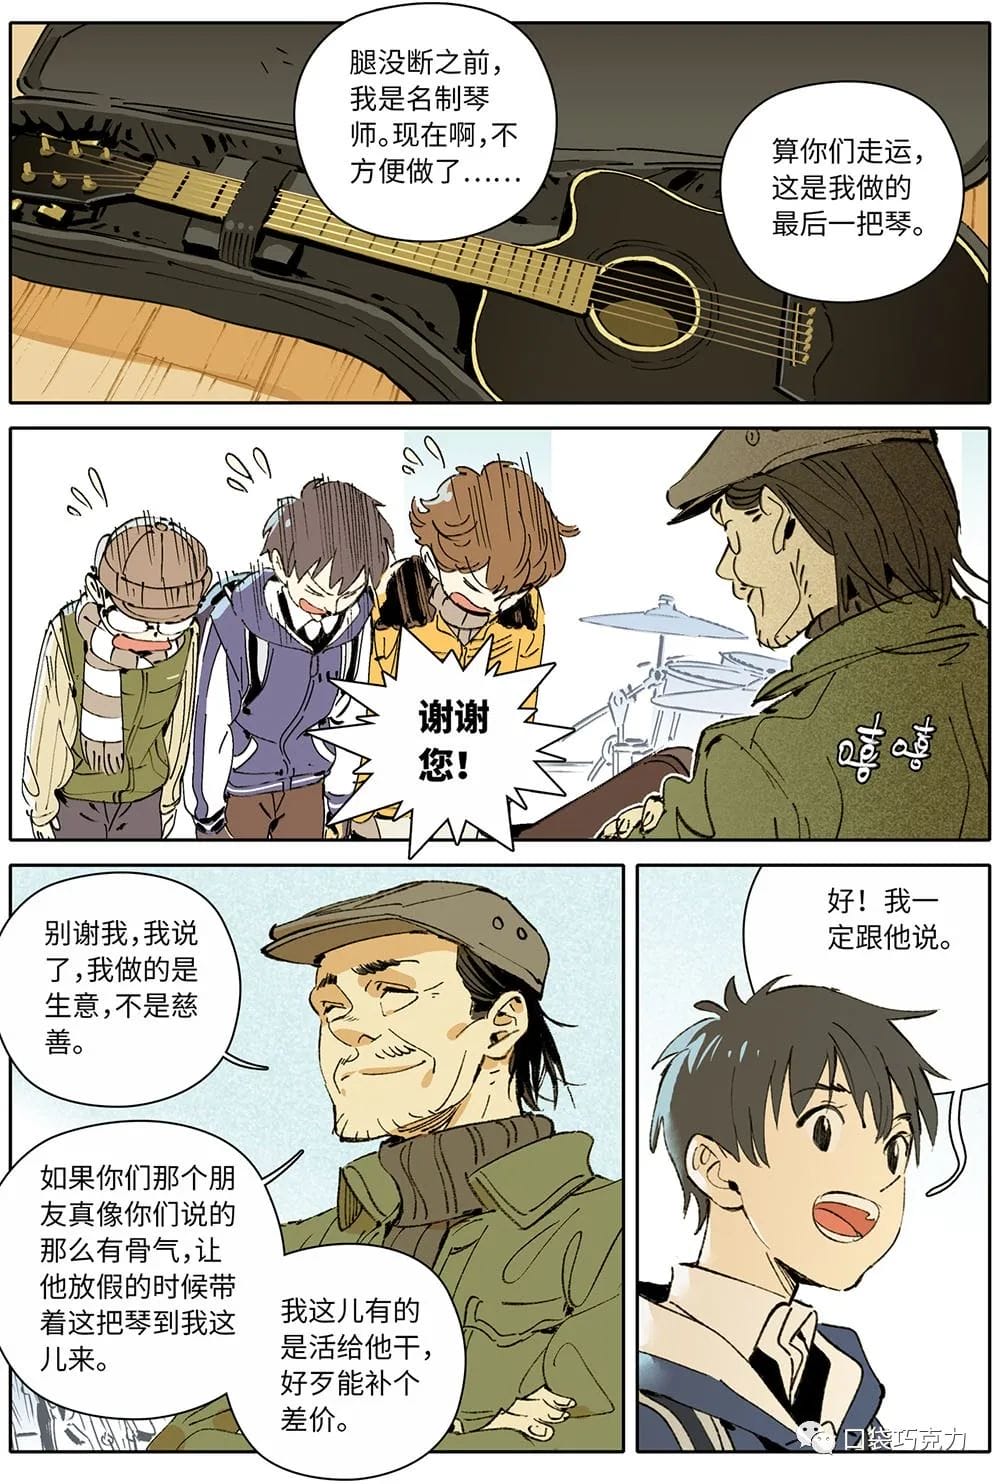 腿没断之前，
我是名制琴
师。现在啊，不
方便做了……
算你们走运，
这是我做的
最后一把琴。
谢谢
您！
嘻嘻
别谢我，我说
了，我做的是
生意，不是慈
善。
如果你们那个朋
友真像你们说的
那么有骨气，让
他放假的时候带
着这把琴到我这
儿来。
我这儿有的
是活给他干，
好歹能补个
差价。
好！我一
定跟他说。
口袋巧克力